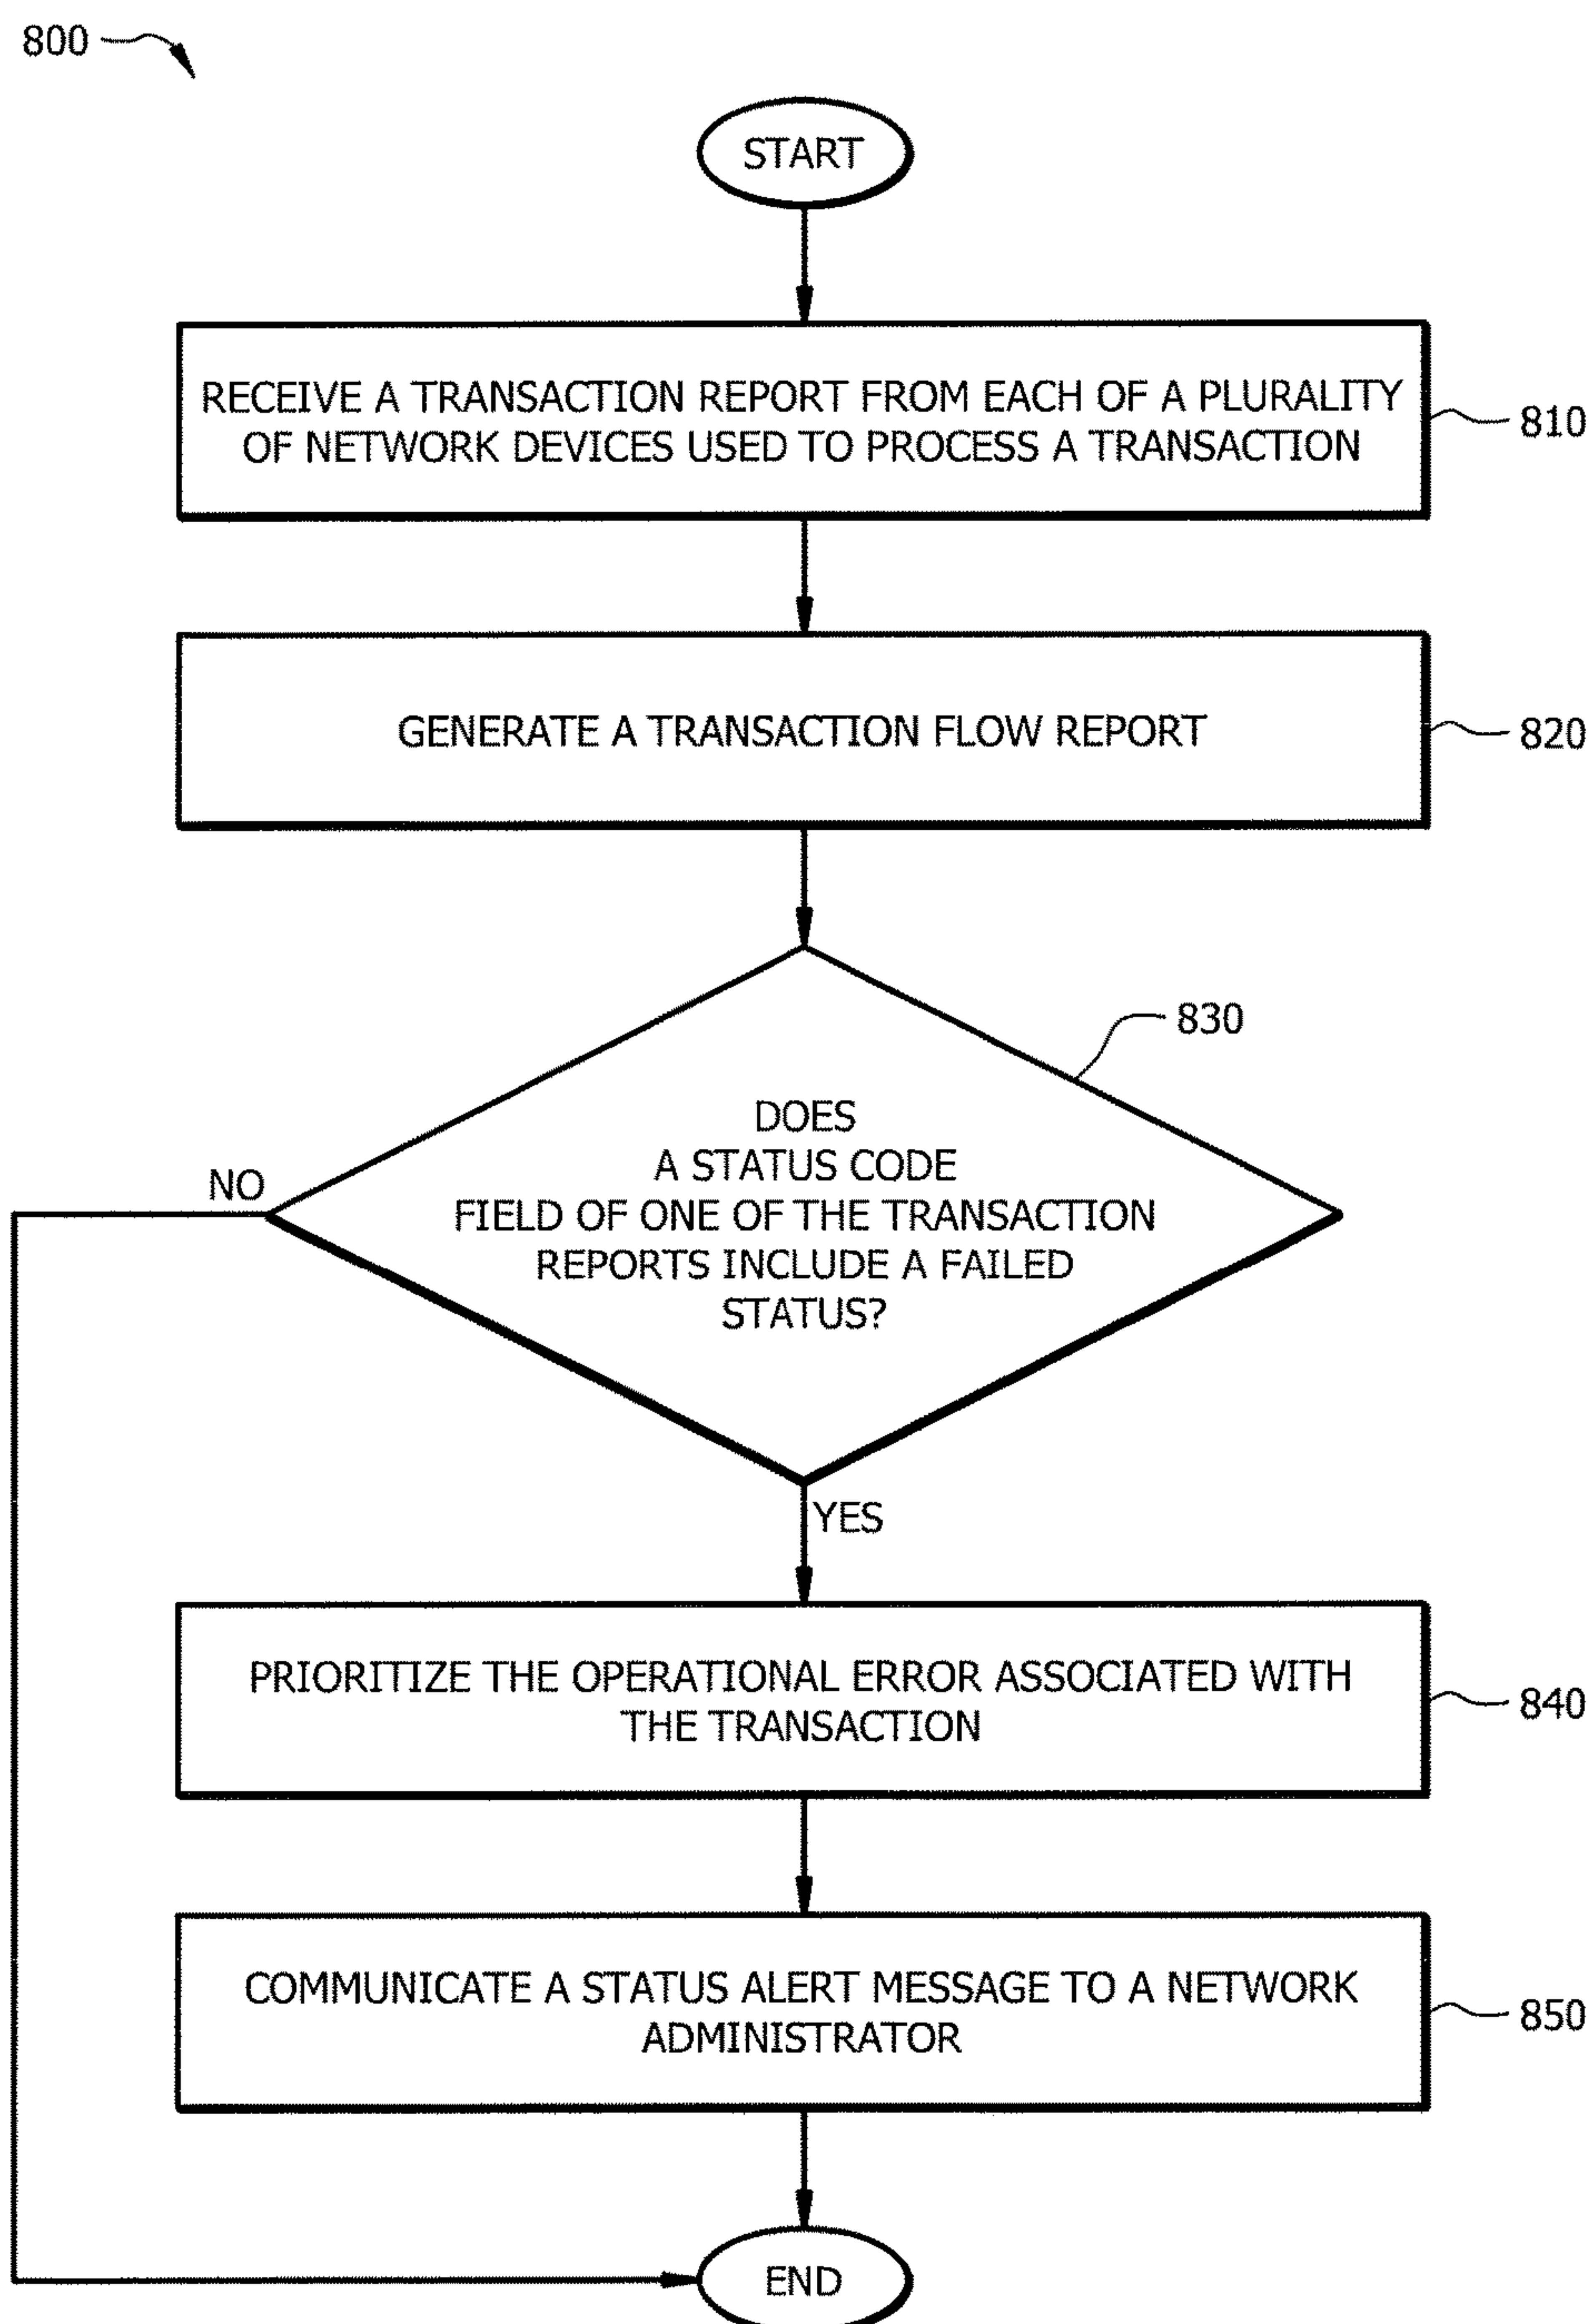 800
START
RECEIVE A TRANSACTION REPORT FROM EACH OF A PLURALITY
OF NETWORK DEVICES USED TO PROCESS A TRANSACTION
810
GENERATE A TRANSACTION FLOW REPORT
820
830
DOES
A STATUS CODE
FIELD OF ONE OF THE TRANSACTION
REPORTS INCLUDE A FAILED
STATUS?
NO
YES
PRIORITIZE THE OPERATIONAL ERROR ASSOCIATED WITH
THE TRANSACTION
840
COMMUNICATE A STATUS ALERT MESSAGE TO A NETWORK
ADMINISTRATOR
850
END